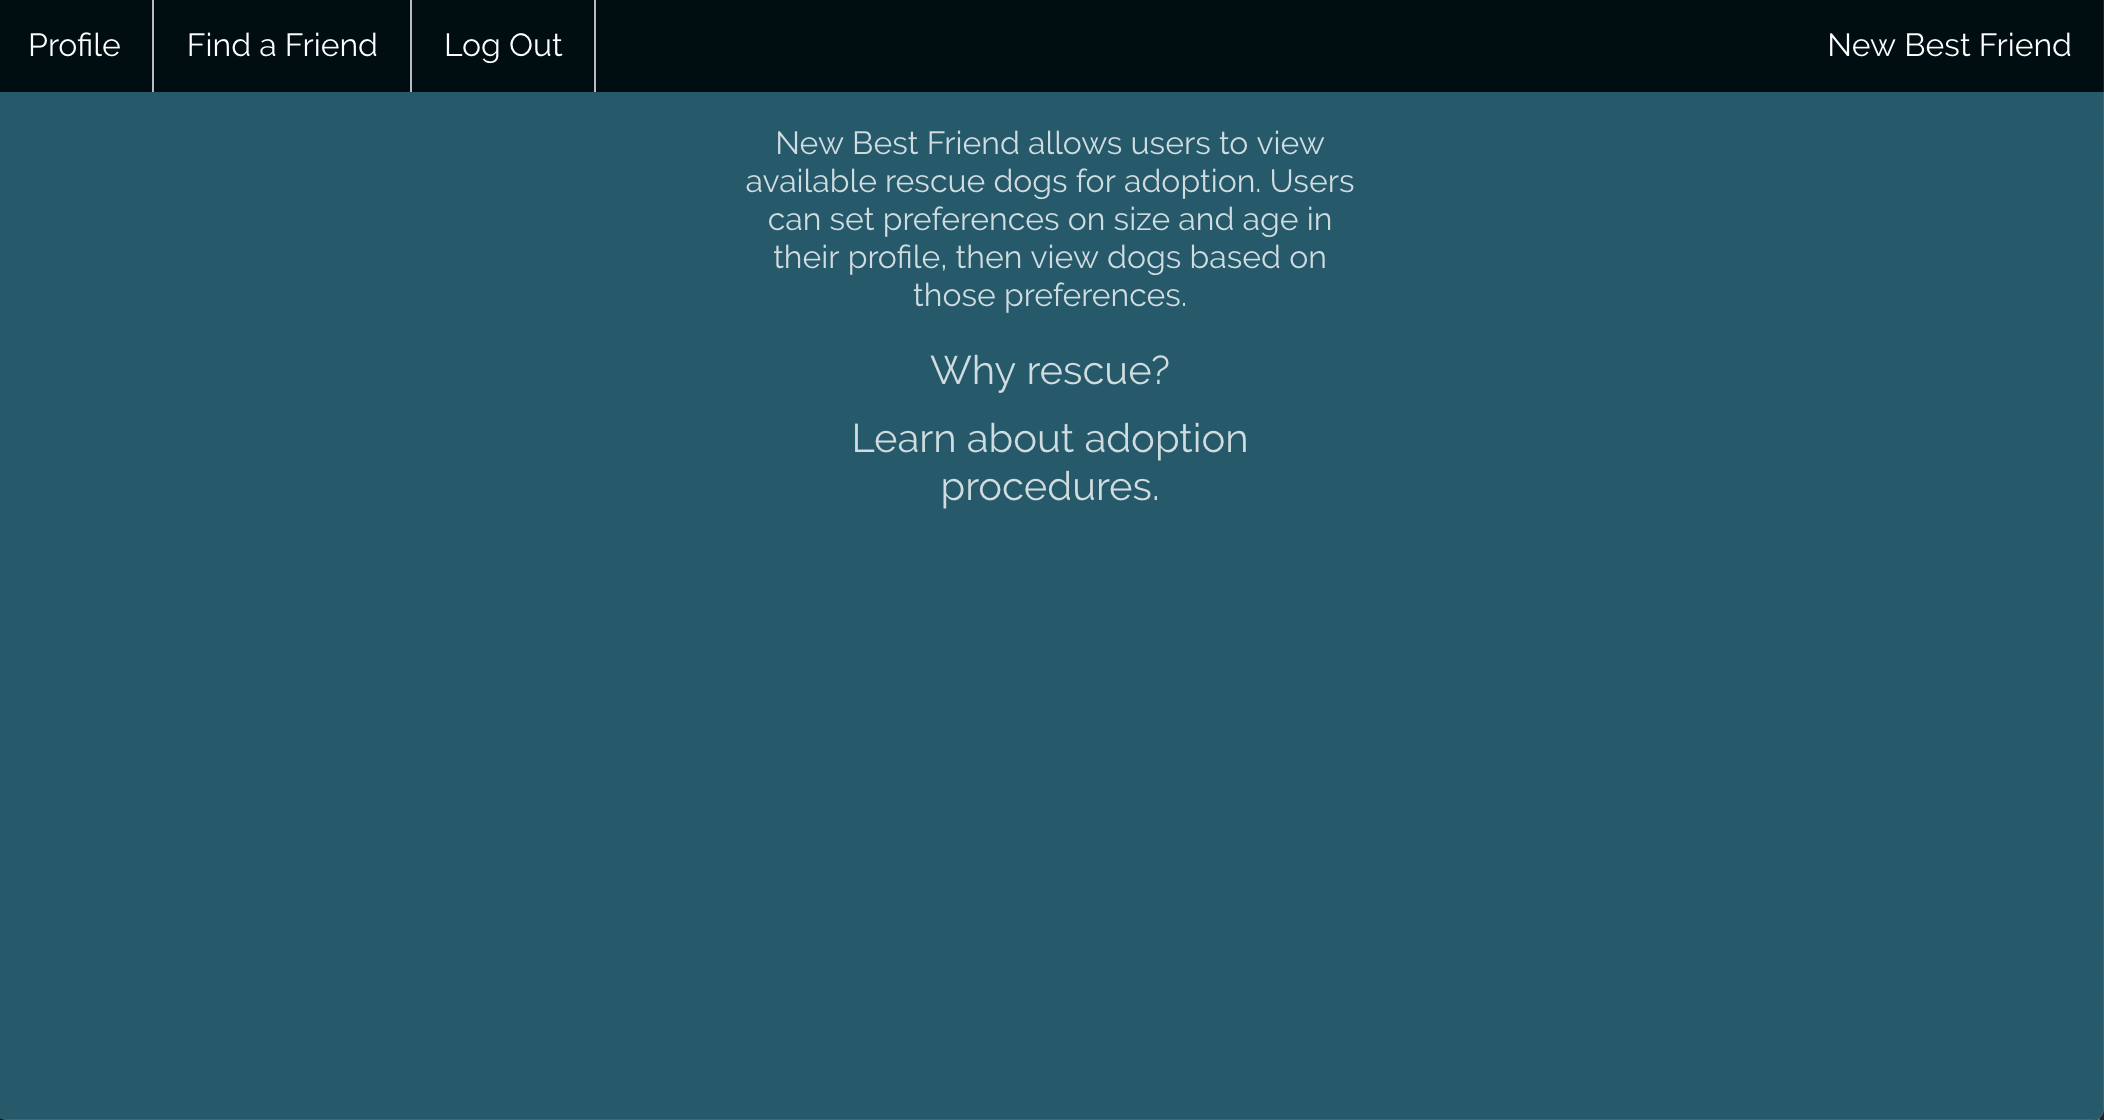 Profile
Find a Friend
Log Out
New Best Friend
New Best Friend allows users to view
available rescue dogs for adoption. Users
can set preferences on size and age in
their profile, then view dogs based on
those preferences.
Why rescue?
Learn about adoption
procedures.